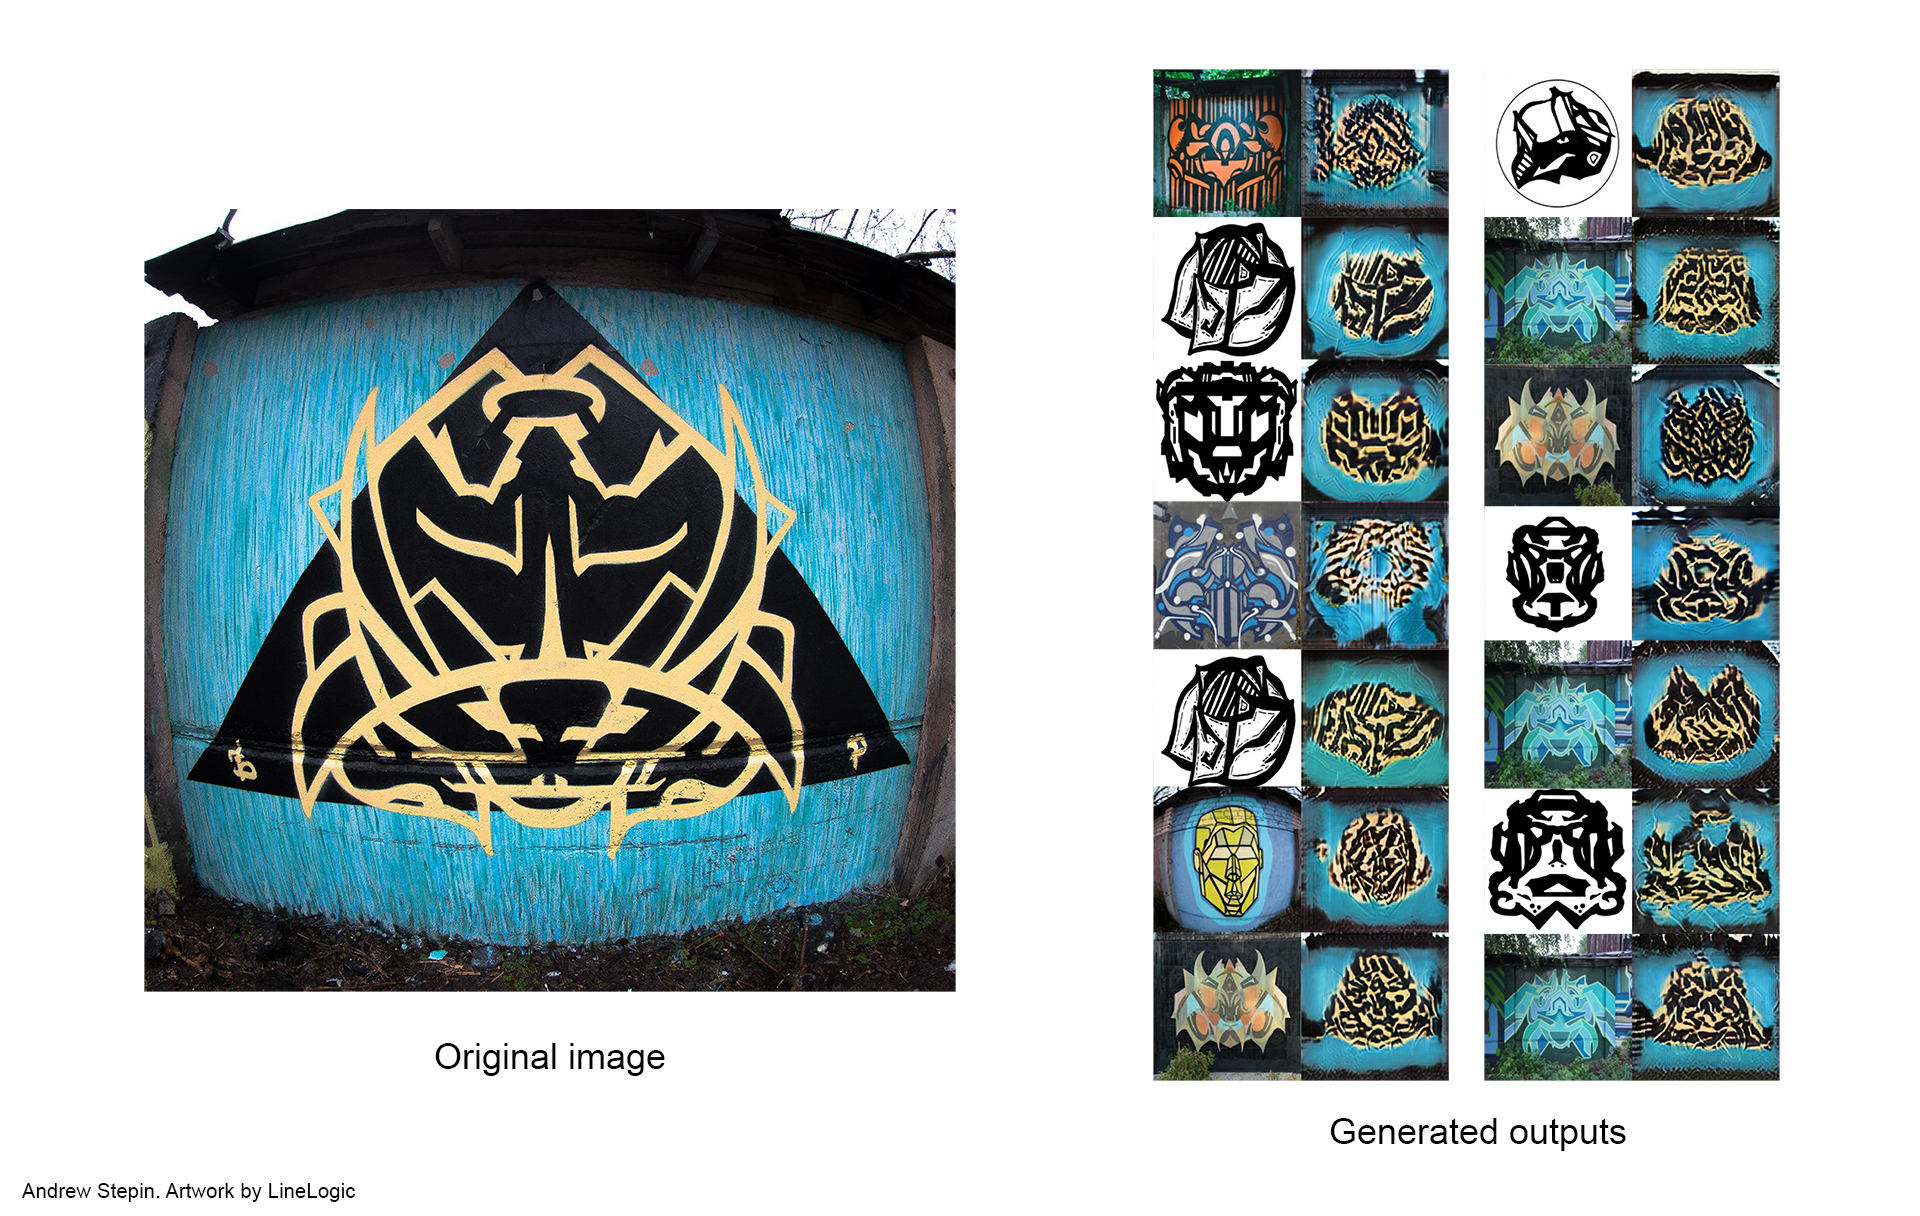 Original image
Generated outputs
Andrew Stepin. Artwork by LineLogic